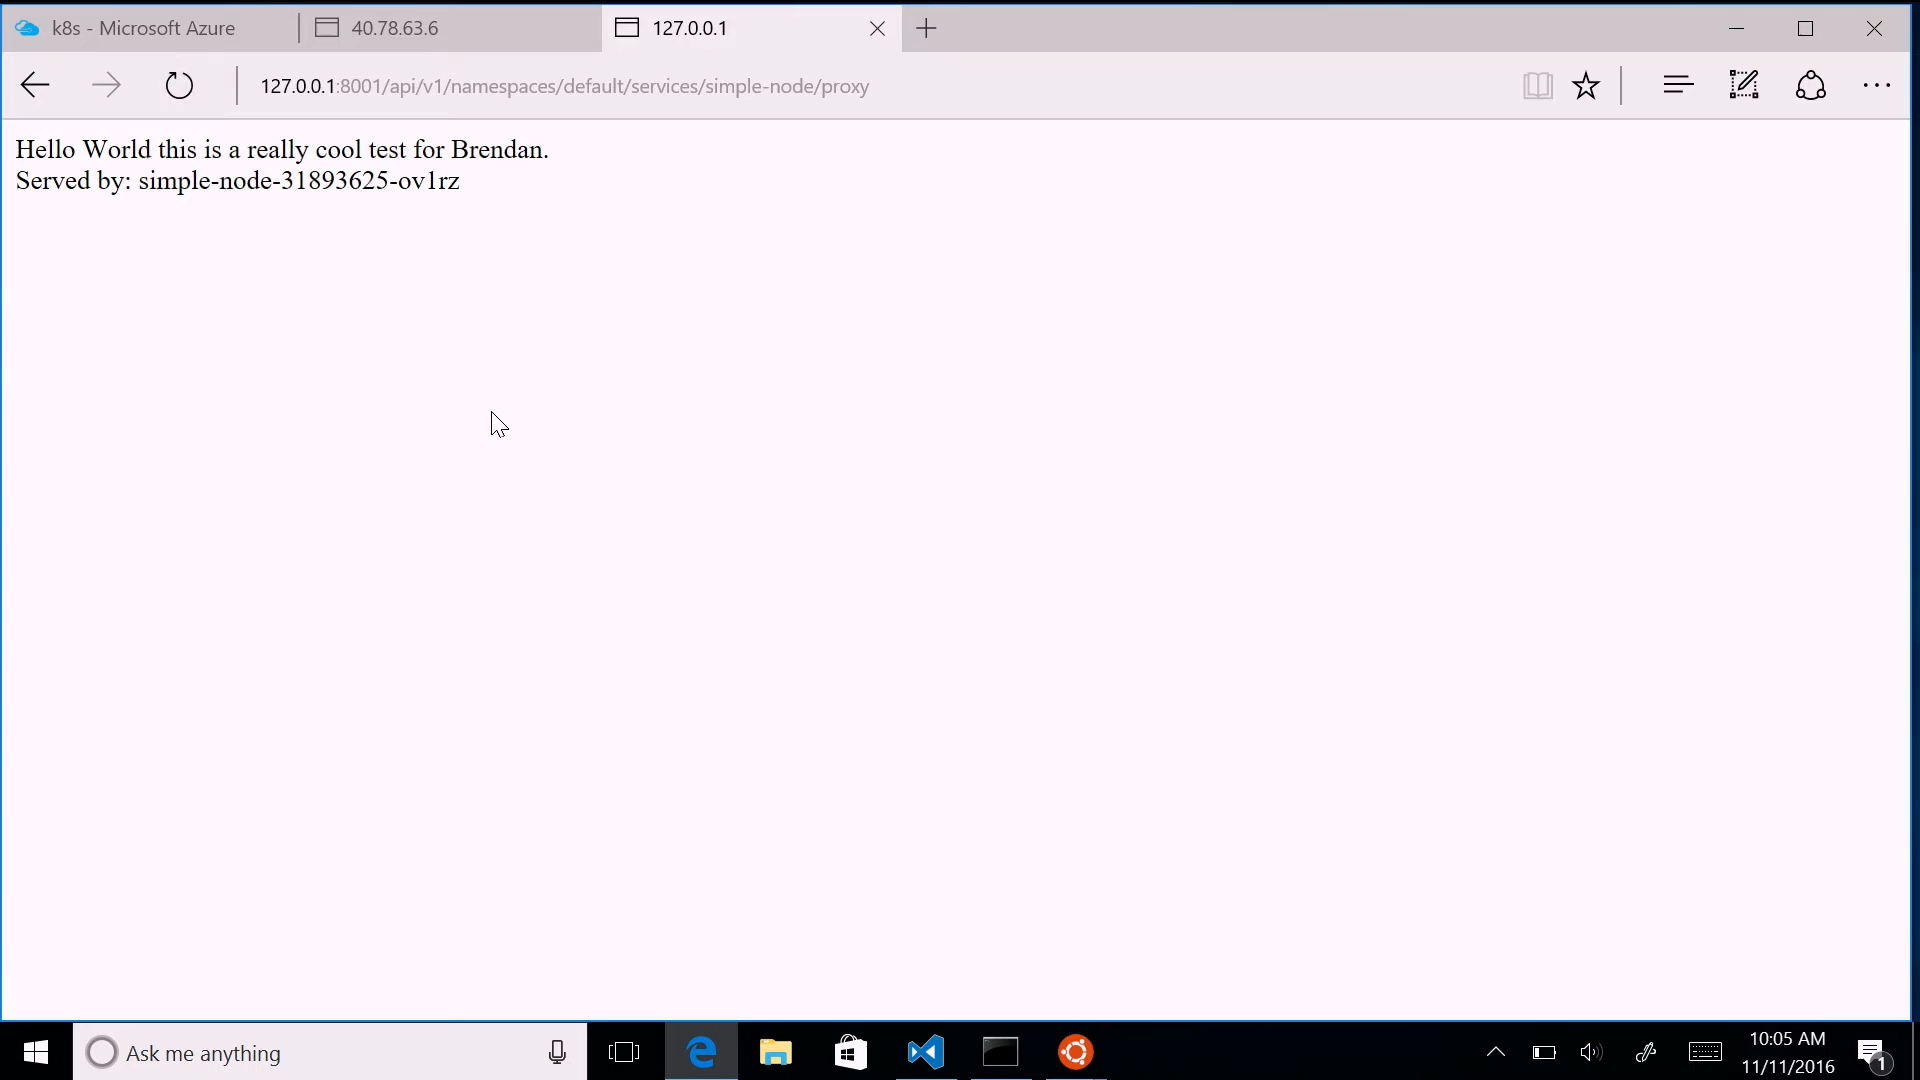 k8s - Microsoft Azure
40.78.63.6
127.0.0.1
127.0.0.1:8001/api/v1/namespaces/default/services/simple-node/proxy
Hello World this is a really cool test for Brendan.
Served by: simple-node-31893625-ov1rz
Ask me anything
10:05 AM
11/11/2016
1